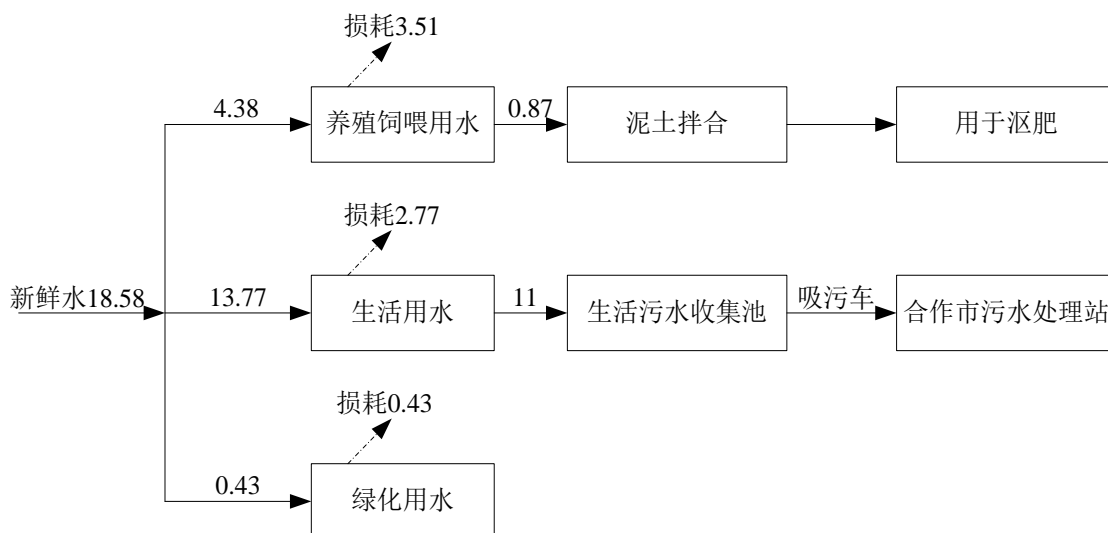 损耗3.51
4.38
养殖饲喂用水
0.87
泥土拌合
用于沤肥
损耗2.77
新鲜水18.58
13.77
生活用水
11
生活污水收集池
吸污车
合作市污水处理站
损耗0.43
0.43
绿化用水